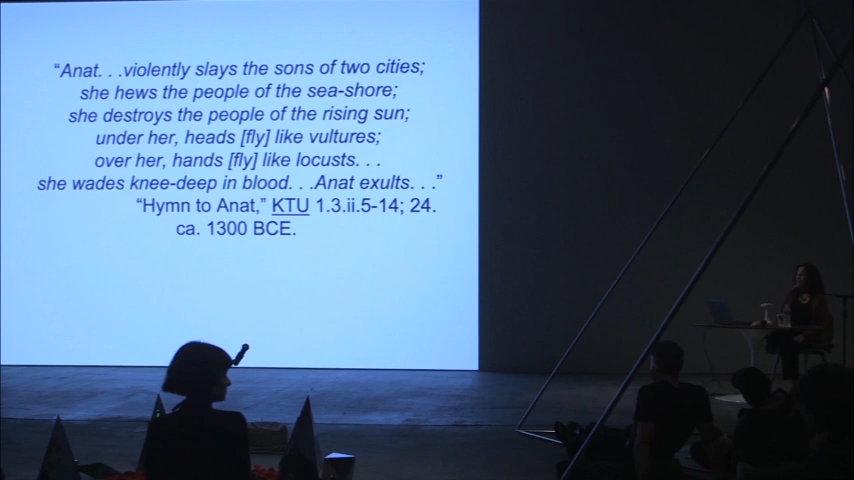 “Anat. . .violently slays the sons of two cities;
she hews the people of the sea-shore;
she destroys the people of the rising sun;
under her, heads [fly] like vultures;
over her, hands [fly] like locusts. . .
she wades knee-deep in blood. . .Anat exults. . .”
“Hymn to Anat,” KTU 1.3.ii.5-14; 24.
ca. 1300 BCE.